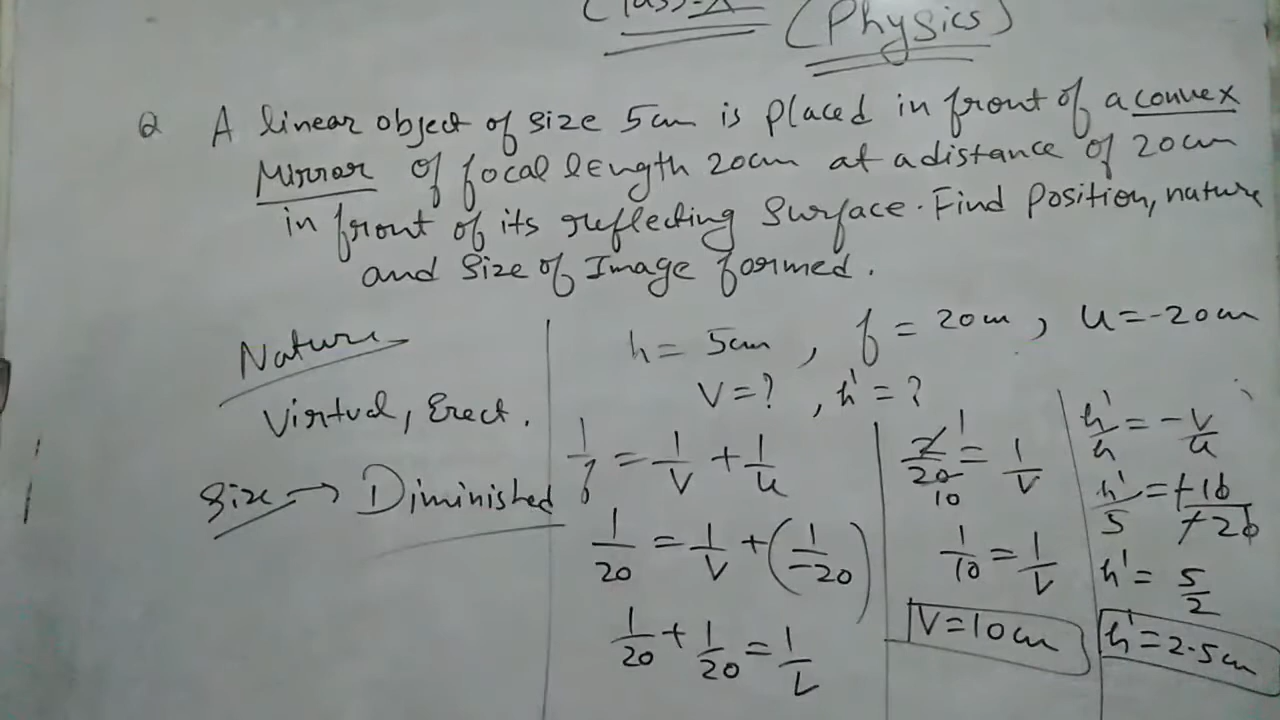 Class-X (Physics)
Q A linear object of size 5cm is placed in front of a convex
Mirror of focal length 20cm at a distance of 20cm
in front of its reflecting surface. Find Position, nature
and size of Image formed.
Nature
Virtual, Erect.
Size → Diminished
h = 5cm, f = 20cm, u = -20cm
v = ?, h' = ?
1/f = 1/v + 1/u
1/20 = 1/v + (1/-20)
1/20 + 1/20 = 1/v
2/20 = 1/v
1
10
1/10 = 1/v
v = 10cm
h'/h = -v/u
h'/5 = -10/-20
h' = 5/2
h' = 2.5cm